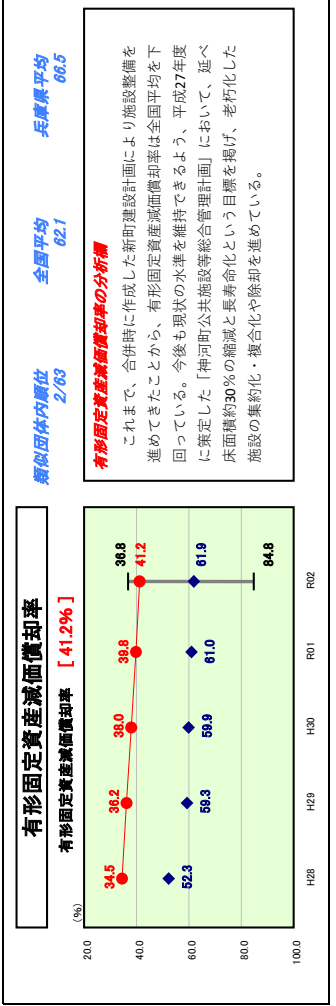 有形固定資産減価償却率
有形固定資産減価償却率 [ 41.2% ]
(%)
20.0
40.0
60.0
80.0
100.0
34.5
36.2
38.0
39.8
41.2
36.8
52.3
59.3
59.9
61.0
61.9
84.8
H28
H29
H30
R01
R02
類似団体内順位
2/63
全国平均
62.1
兵庫県平均
66.5
有形固定資産減価償却率の分析欄
これまで、合併時に作成した新町建設計画により施設整備を
進めてきたことから、有形固定資産減価償却率は全国平均を下
回っている。今後も現状の水準を維持できるよう、平成27年度
に策定した「神河町公共施設等総合管理計画」において、延べ
床面積約30％の縮減と長寿命化という目標を掲げ、老朽化した
施設の集約化・複合化や除却を進めている。